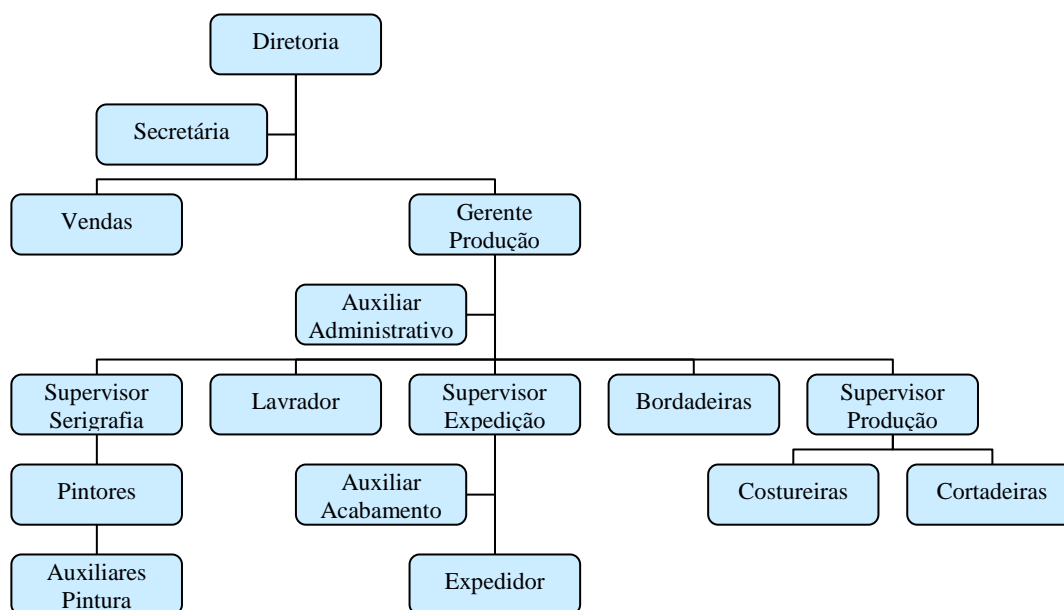 Diretoria
Secretária
Vendas
Gerente
Produção
Auxiliar
Administrativo
Supervisor
Serigrafia
Lavrador
Supervisor
Expedição
Bordadeiras
Supervisor
Produção
Pintores
Auxiliar
Acabamento
Costureiras
Cortadeiras
Auxiliares
Pintura
Expedidor